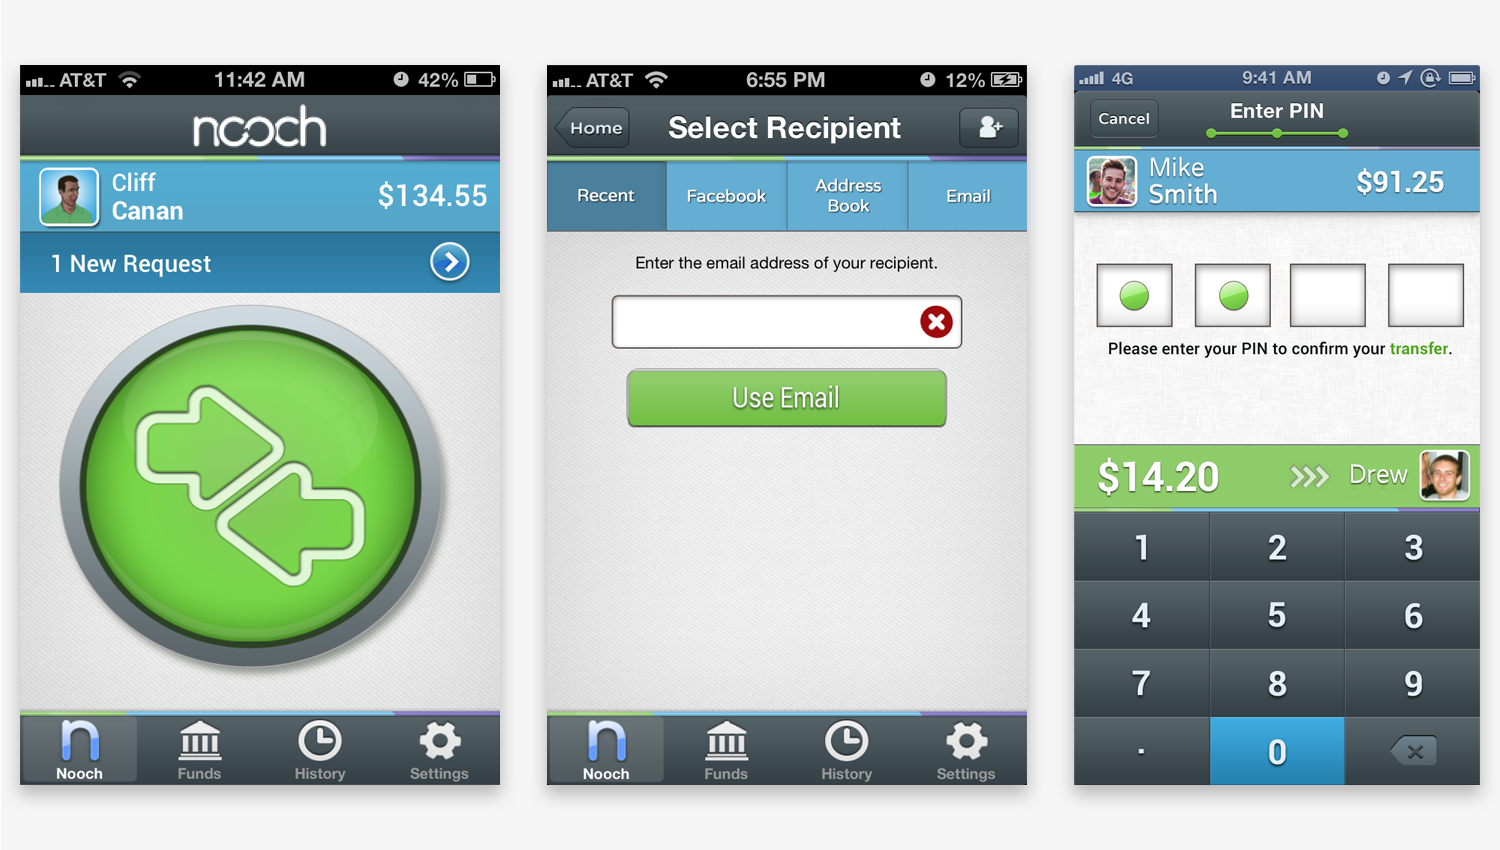 AT&T 11:42 AM 42%
nooch
Cliff
Canan
$134.55
1 New Request
Nooch Funds History Settings
AT&T 6:55 PM 12%
Home Select Recipient
Recent Facebook Address Book Email
Enter the email address of your recipient.
Use Email
n
Nooch Funds History Settings
4G 9:41 AM
Cancel Enter PIN
Mike
Smith
$91.25
Please enter your PIN to confirm your transfer.
$14.20 >>> Drew
1 2 3
4 5 6
7 8 9
. 0